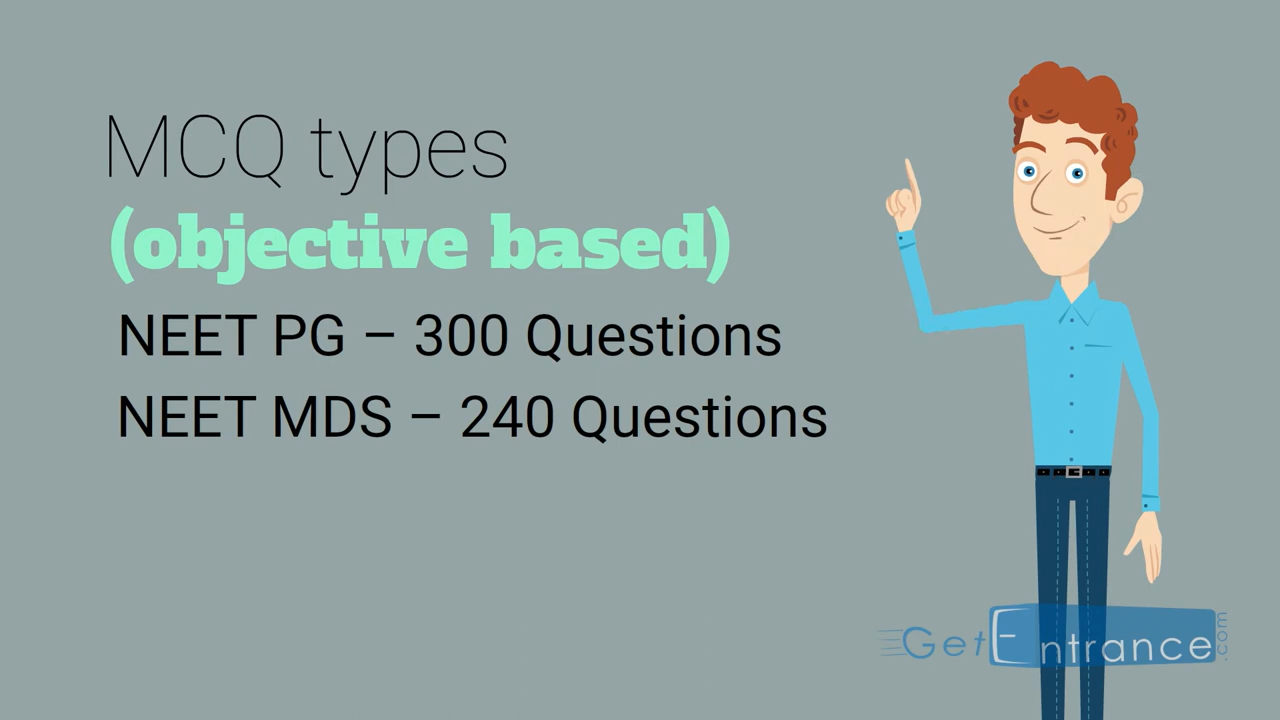 MCQ types
(objective based)
NEET PG – 300 Questions
NEET MDS – 240 Questions
GetEntrance.com